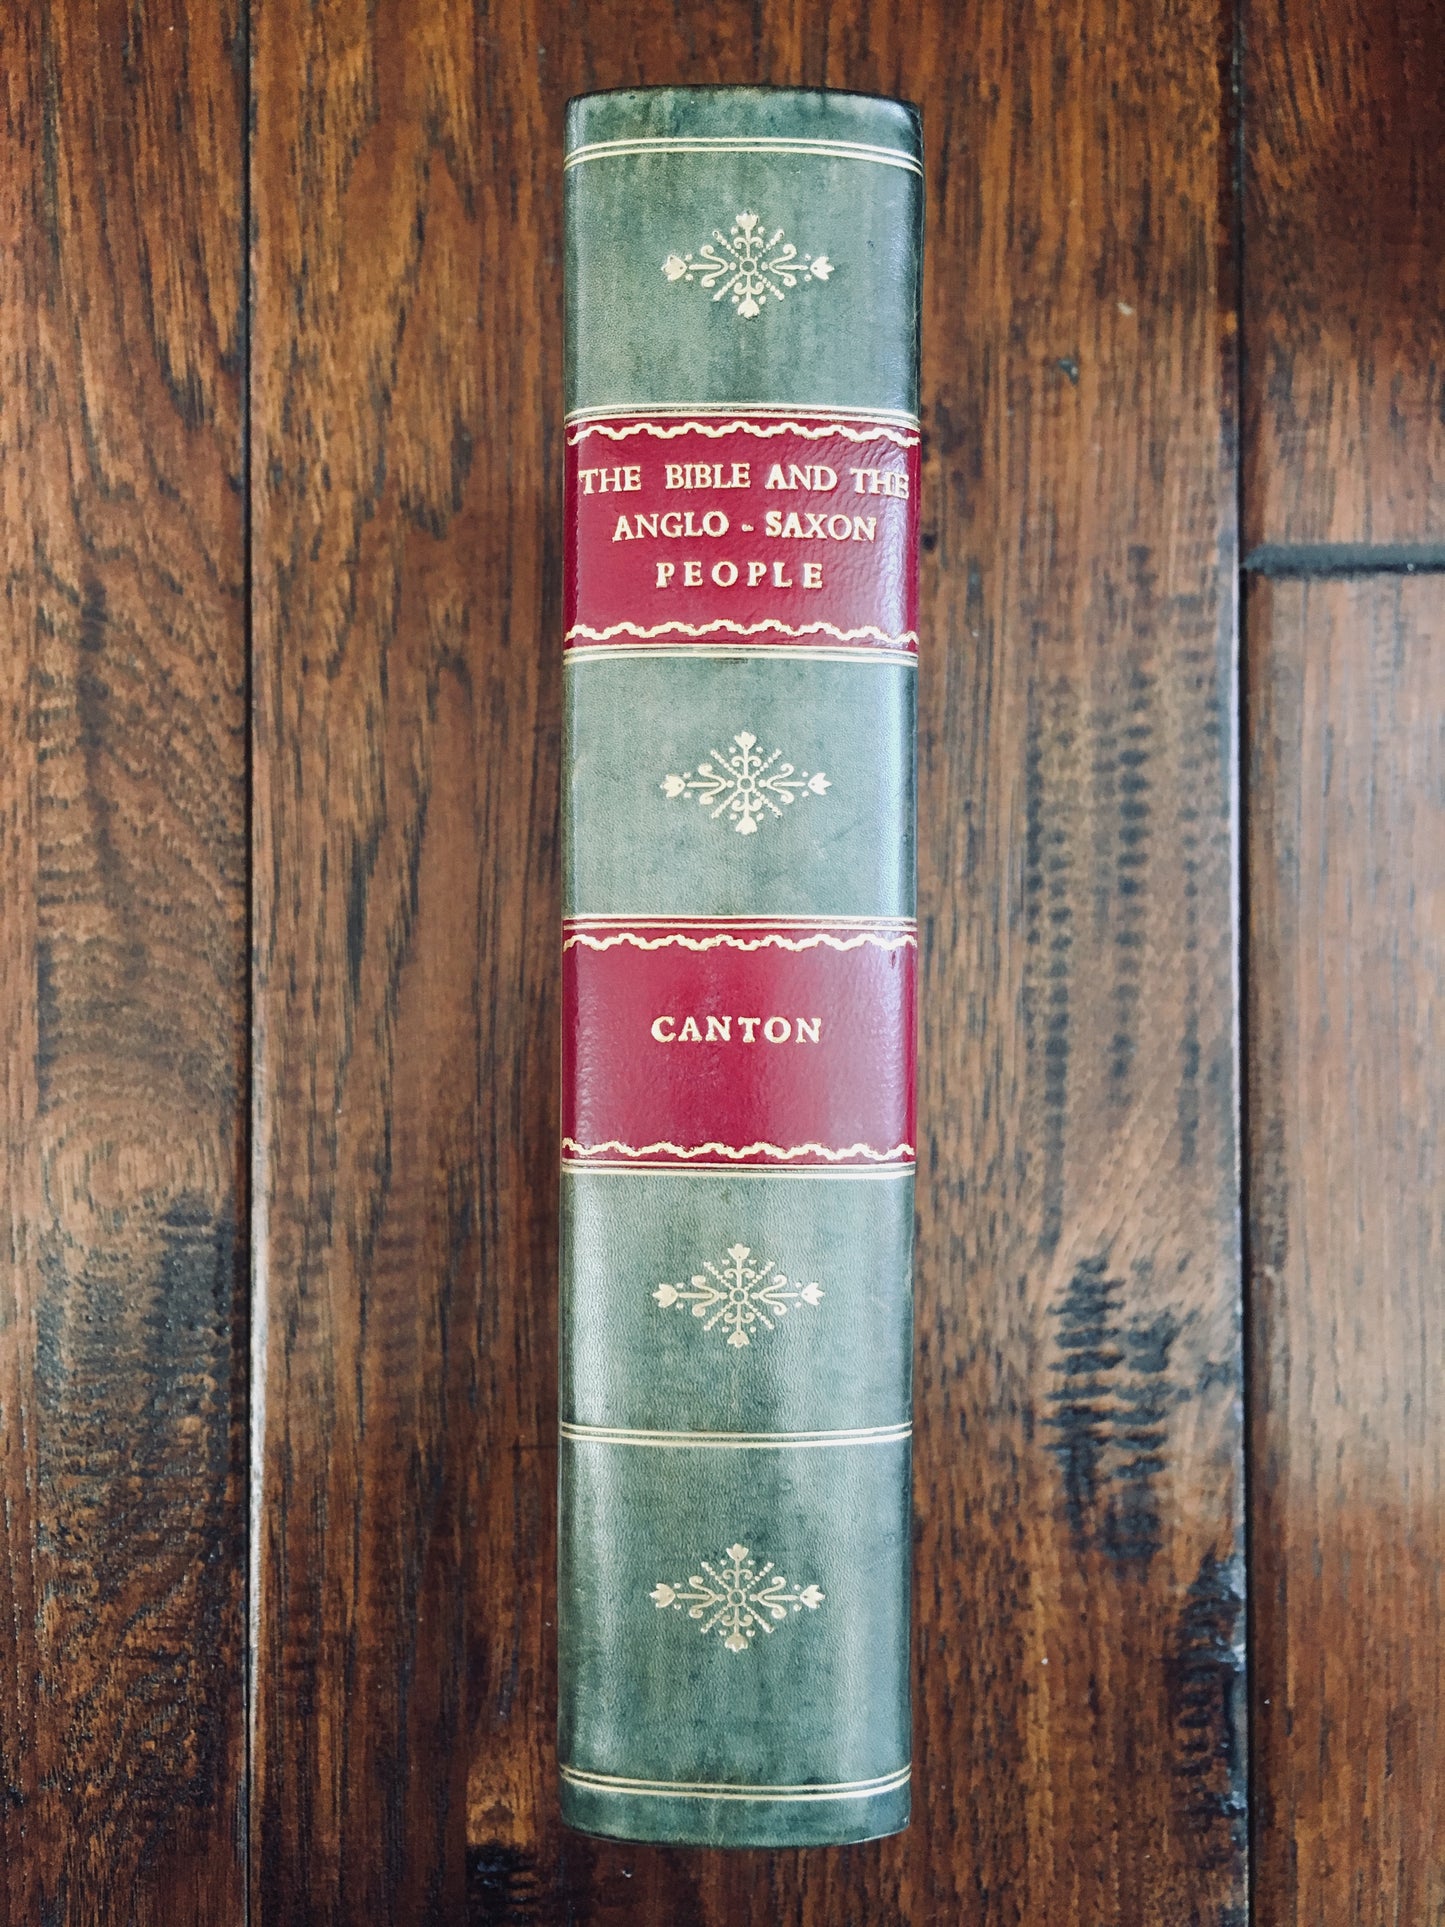 THE BIBLE AND THE
ANGLO - SAXON
PEOPLE
CANTON